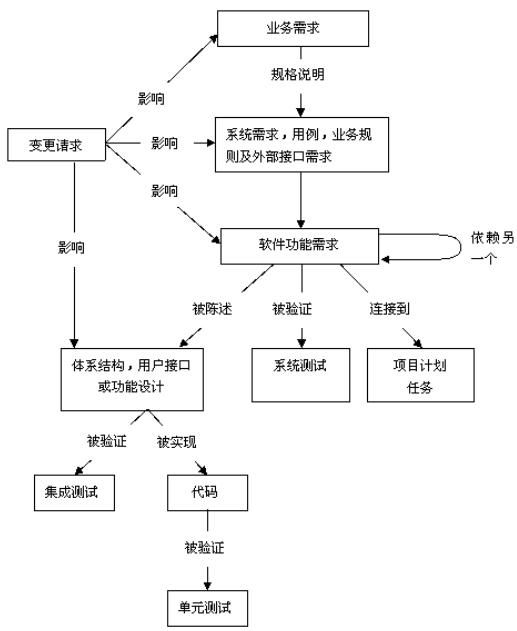 业务需求
规格说明
影响
系统需求，用例，业务规
则及外部接口需求
变更请求
影响
影响
软件功能需求
依赖另
一个
影响
被陈述
被验证
连接到
体系结构，用户接口
或功能设计
系统测试
项目计划
任务
被验证
被实现
集成测试
代码
被验证
单元测试